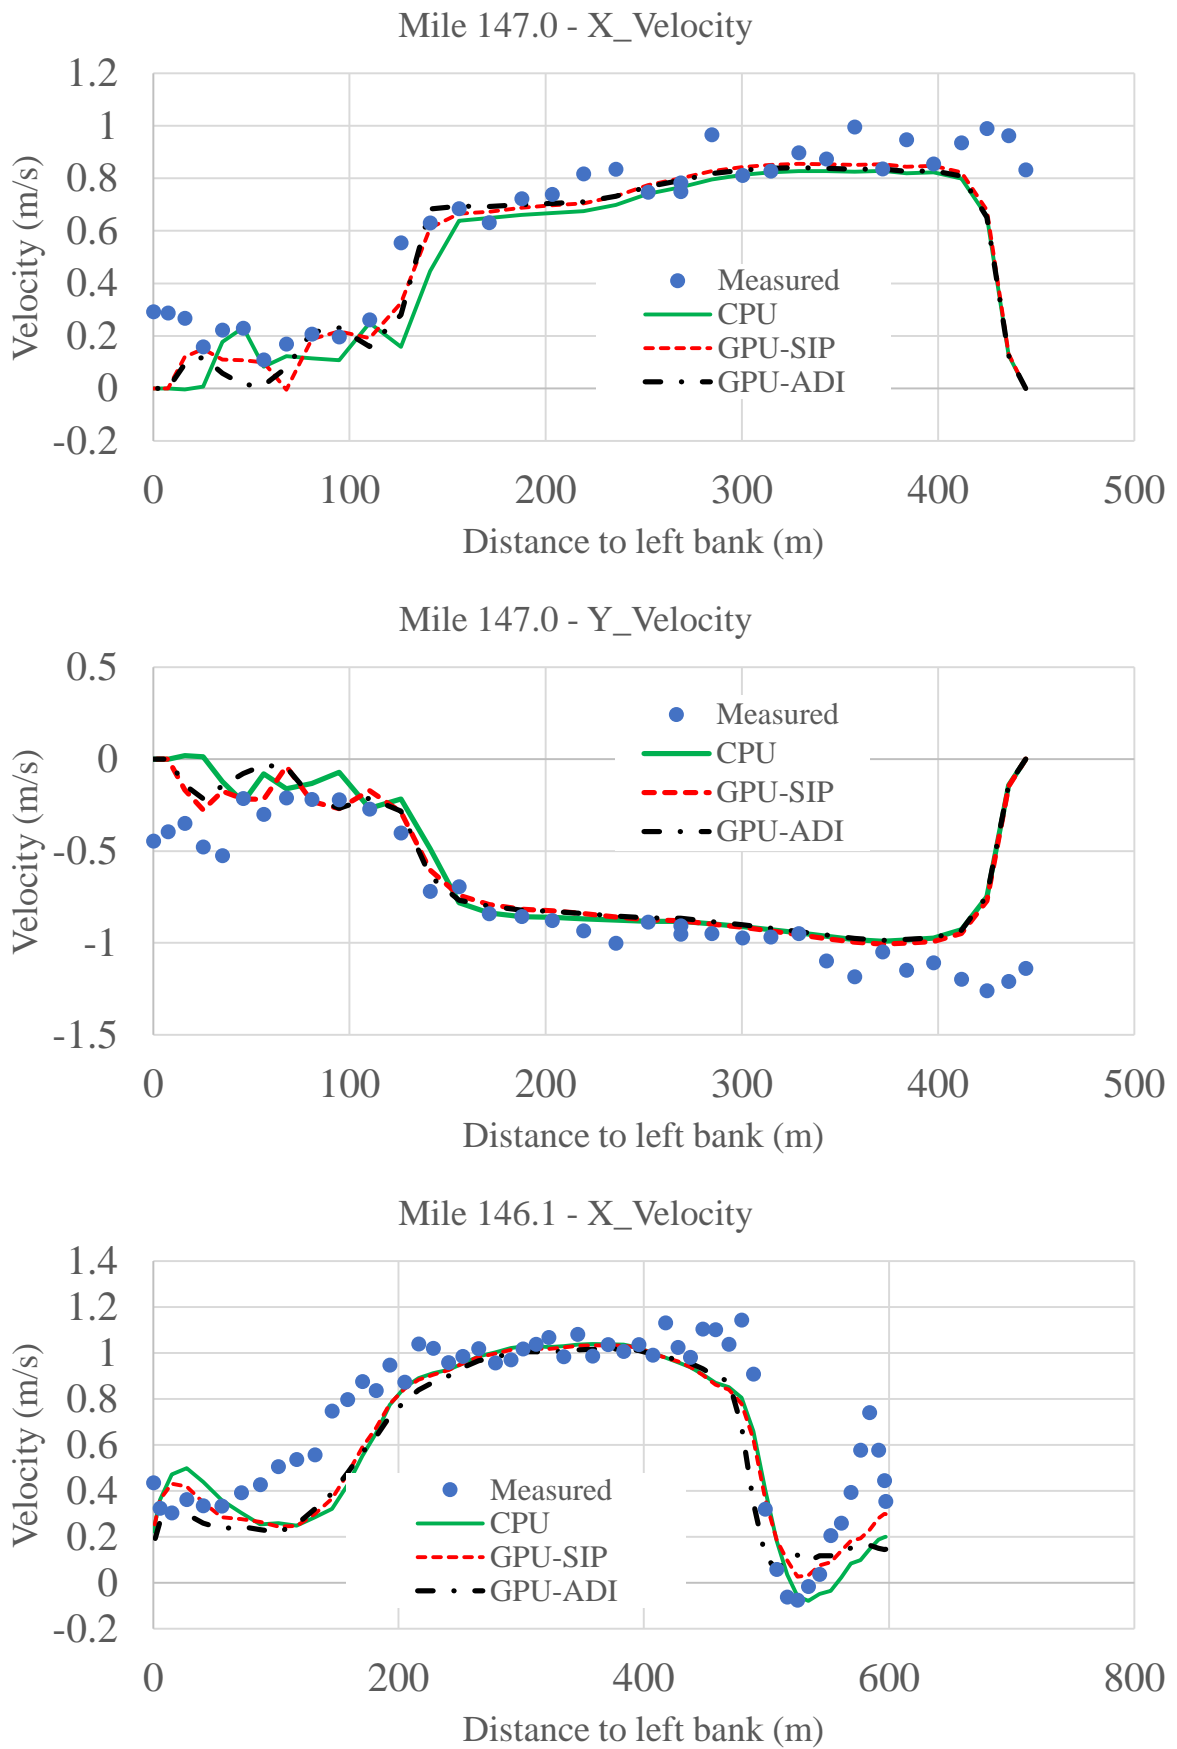 Mile 147.0 - X_Velocity
1.2
1
0.8
0.6
0.4
0.2
0
-0.2
Velocity (m/s)
Measured
CPU
GPU-SIP
GPU-ADI
0 100 200 300 400 500
Distance to left bank (m)
Mile 147.0 - Y_Velocity
0.5
0
-0.5
-1
-1.5
Velocity (m/s)
Measured
CPU
GPU-SIP
GPU-ADI
0 100 200 300 400 500
Distance to left bank (m)
Mile 146.1 - X_Velocity
1.4
1.2
1
0.8
0.6
0.4
0.2
0
-0.2
Velocity (m/s)
Measured
CPU
GPU-SIP
GPU-ADI
0 200 400 600 800
Distance to left bank (m)